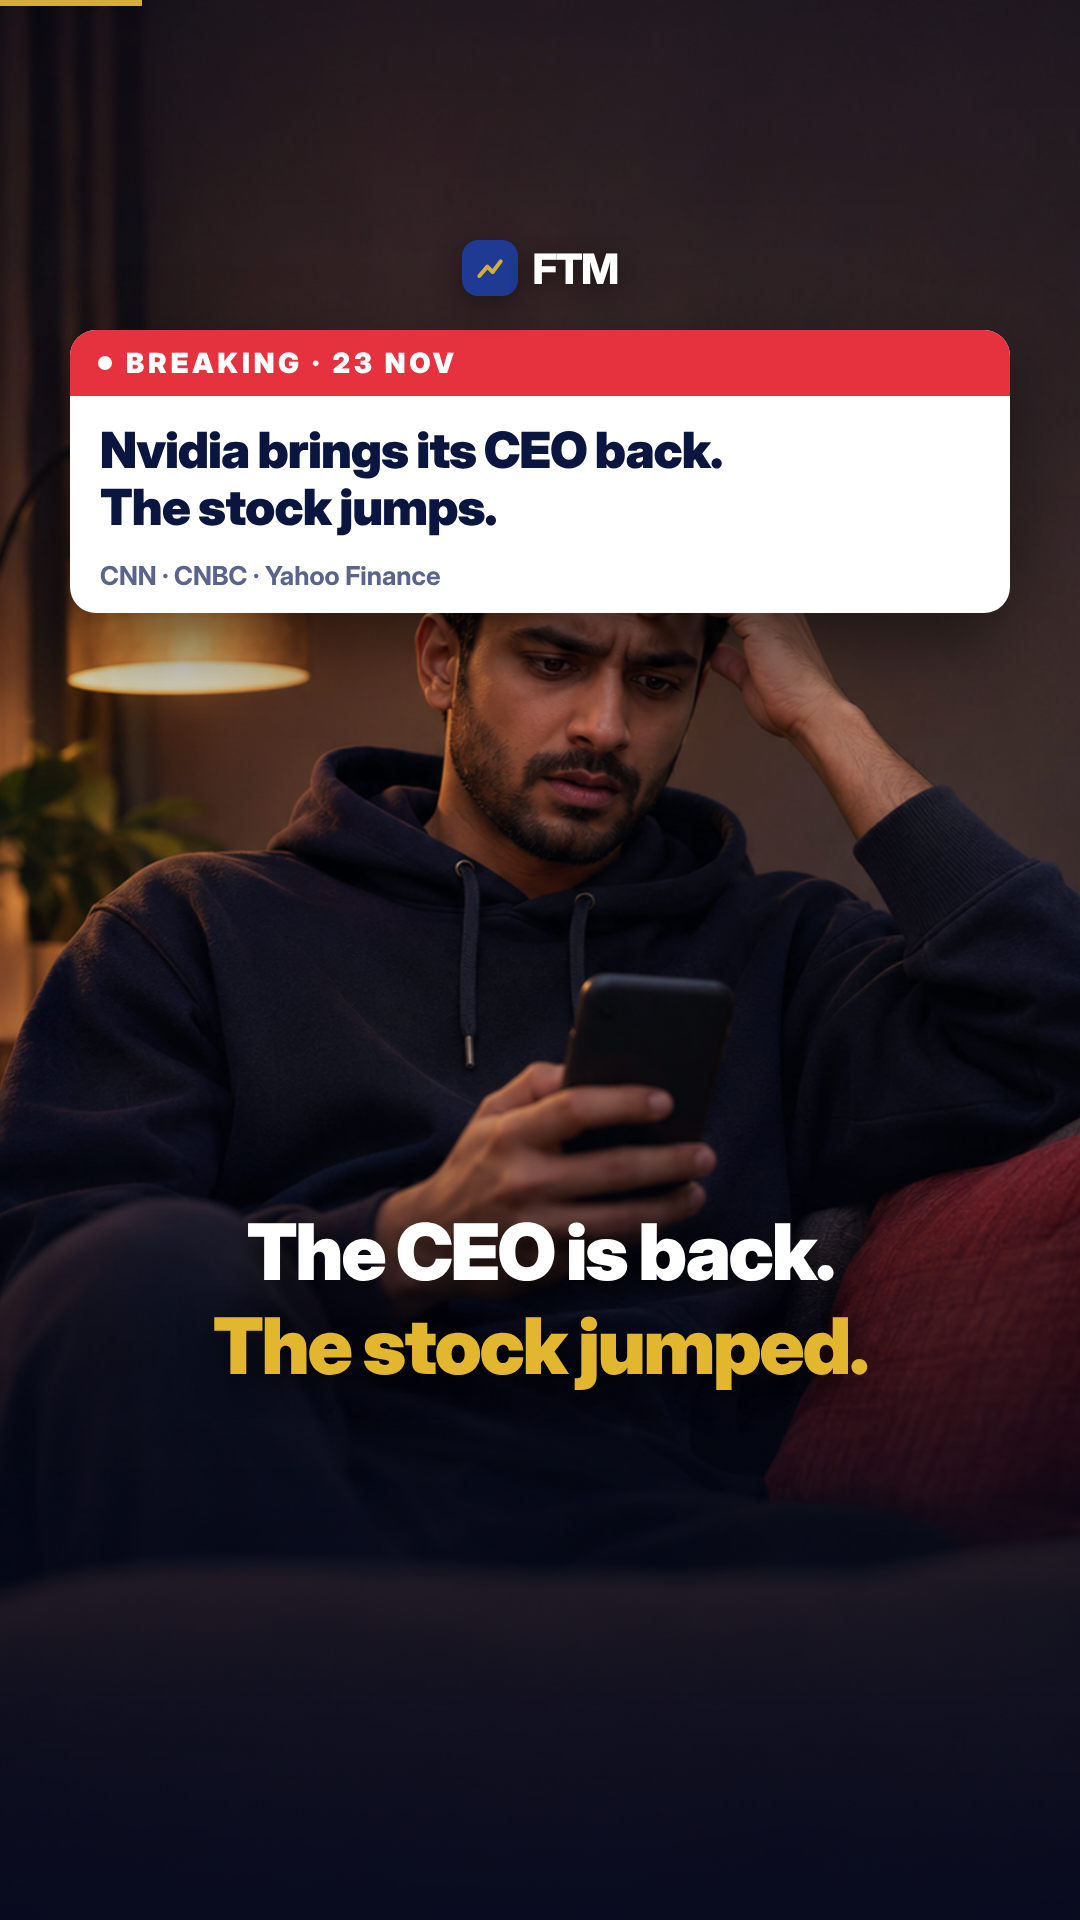 FTM
BREAKING · 23 NOV
Nvidia brings its CEO back.
The stock jumps.
CNN · CNBC · Yahoo Finance
The CEO is back.
The stock jumped.